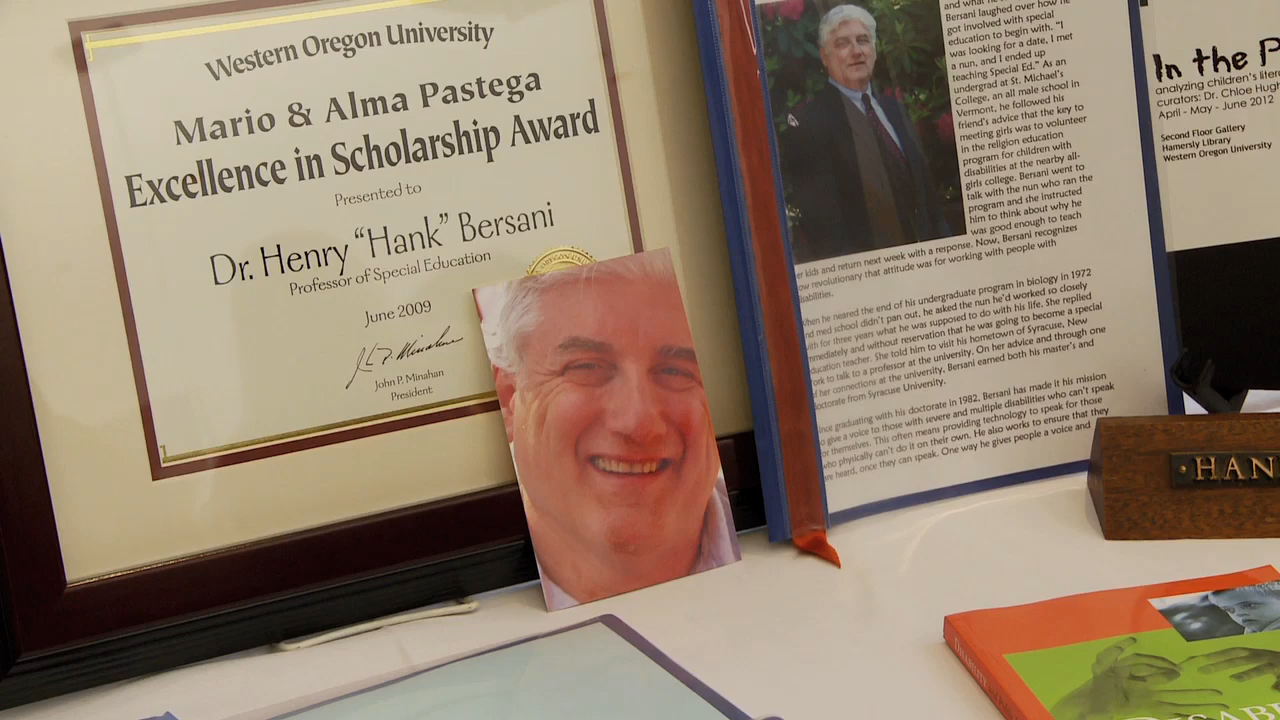 Western Oregon University
Mario & Alma Pastega
Excellence in Scholarship Award
Presented to
Dr. Henry “Hank” Bersani
Professor of Special Education
June 2009
John P. Minahan
President
and what he
Bersani laughed over how he
got involved with special
education to begin with. “I
was looking for a date, I met
a nun, and I ended up
teaching Special Ed.” As an
undergrad at St. Michael’s
College, an all male school in
Vermont, he followed his
friend’s advice that the key to
meeting girls was to volunteer
in the religion education
program for children with
disabilities at the nearby all-
girls college. Bersani went to
talk with the nun who ran the
program and she instructed
him to think about why he
was good enough to teach
er kids and return next week with a response. Now, Bersani recognizes
ow revolutionary that attitude was for working with people with
isabilities.
hen he neared the end of his undergraduate program in biology in 1972
nd med school didn’t pan out, he asked the nun he’d worked so closely
ith for three years what he was supposed to do with his life. She replied
mmediately and without reservation that he was going to become a special
ducation teacher. She told him to visit his hometown of Syracuse, New
ork to talk to a professor at the university. On her advice and through one
f her connections at the university, Bersani earned both his master’s and
octorate from Syracuse University.
ince graduating with his doctorate in 1982, Bersani has made it his mission
o give a voice to those with severe and multiple disabilities who can’t speak
or themselves. This often means providing technology to speak for those
who physically can’t do it on their own. He also works to ensure that they
re heard, once they can speak. One way he gives people a voice and
In the P
analyzing children's liter
curators: Dr. Chloe Hugh
April - May - June 2012
Second Floor Gallery
Hamersly Library
Western Oregon University
HAN